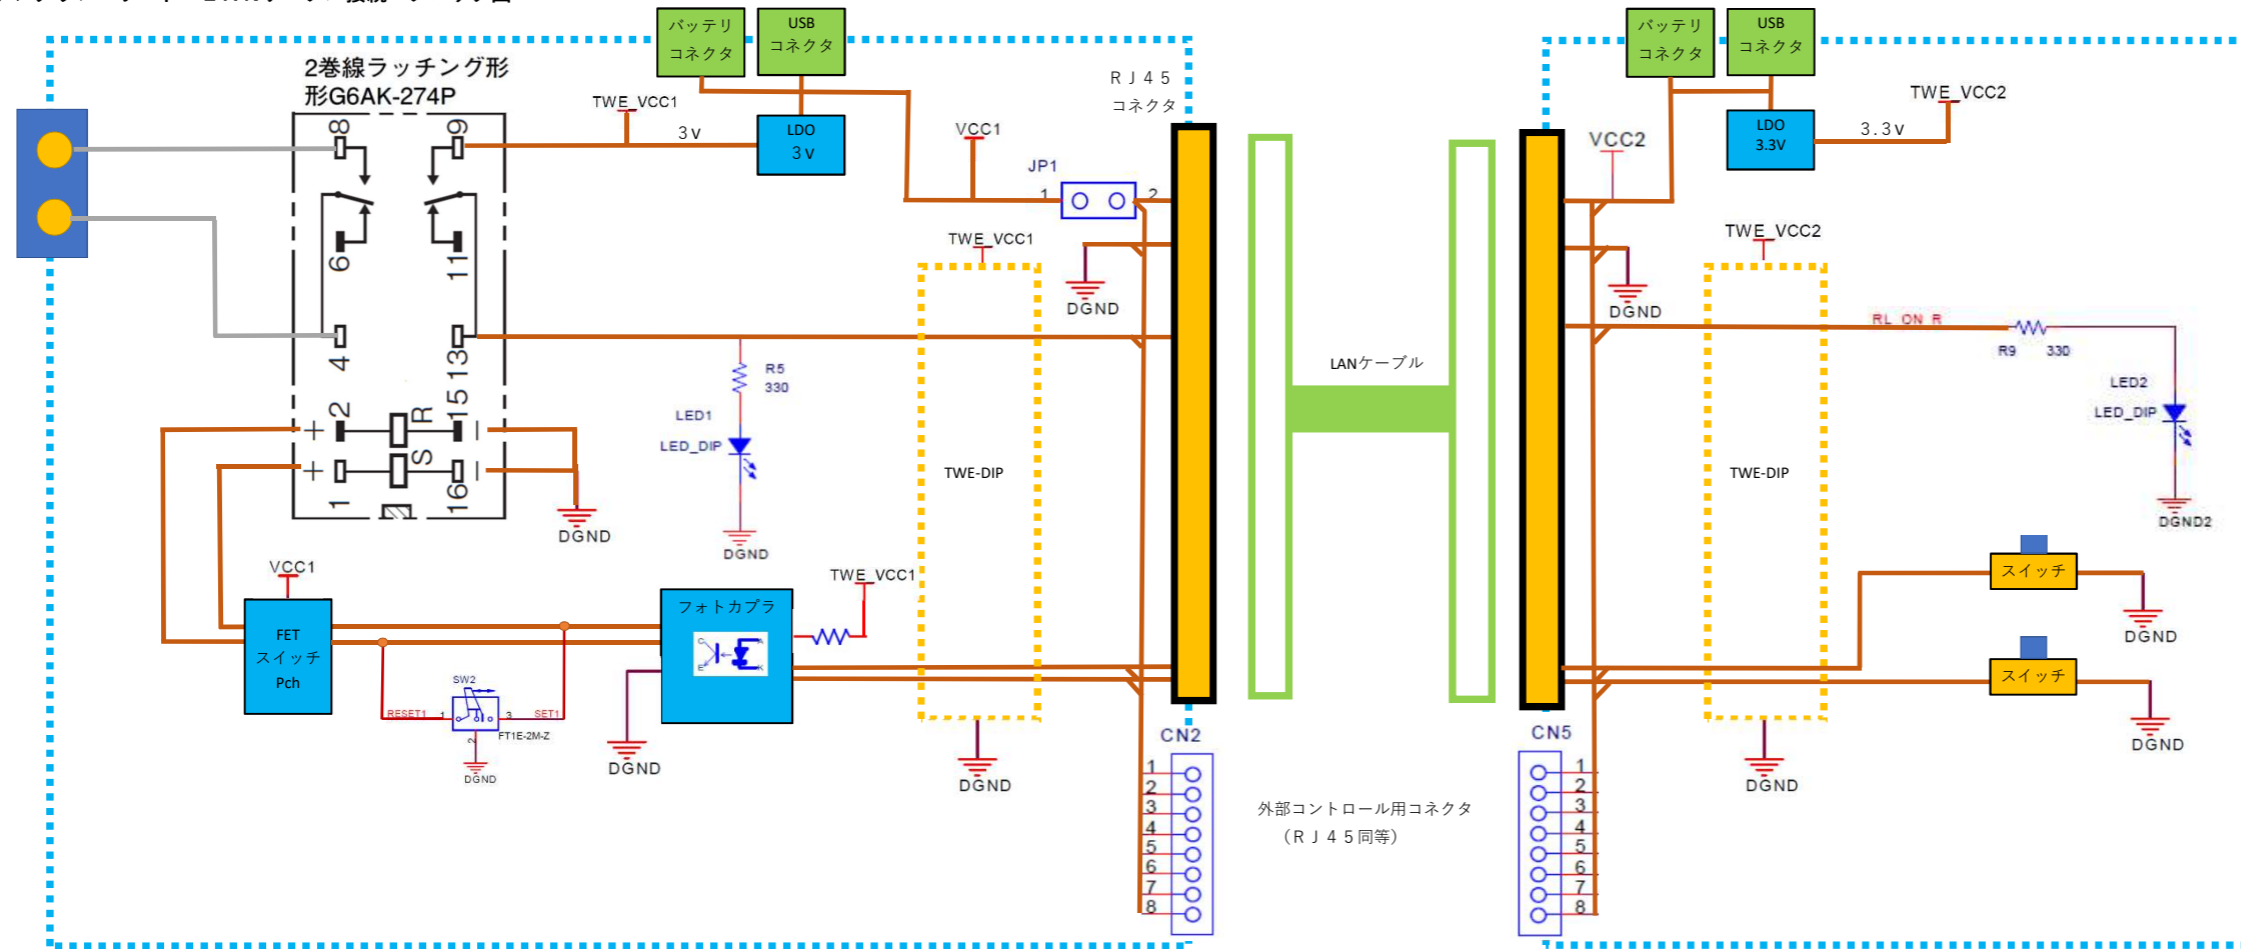 バッテリ
コネクタ
USB
コネクタ
2巻線ラッチング形
形G6AK-274P
TWE_VCC1
3v
LDO
3v
RJ45
コネクタ
VCC1
JP1
1
2
8
9
6
11
4
13
TWE_VCC1
DGND
R5
330
LED1
LED_DIP
DGND
+
2
R
15
−
+
1
S
16
−
DGND
TWE-DIP
VCC1
FET
スイッチ
Pch
フォトカプラ
C
E
A
K
TWE_VCC1
SW2
RESET1
1
3
SET1
FT1E-2M-Z
2
DGND
DGND
DGND
CN2
1
2
3
4
5
6
7
8
LANケーブル
外部コントロール用コネクタ
（RJ45同等）
バッテリ
コネクタ
USB
コネクタ
LDO
3.3V
3.3v
TWE_VCC2
VCC2
TWE_VCC2
DGND
RL_ON_R
R9
330
LED2
LED_DIP
DGND2
TWE-DIP
スイッチ
DGND
スイッチ
DGND
DGND
CN5
1
2
3
4
5
6
7
8